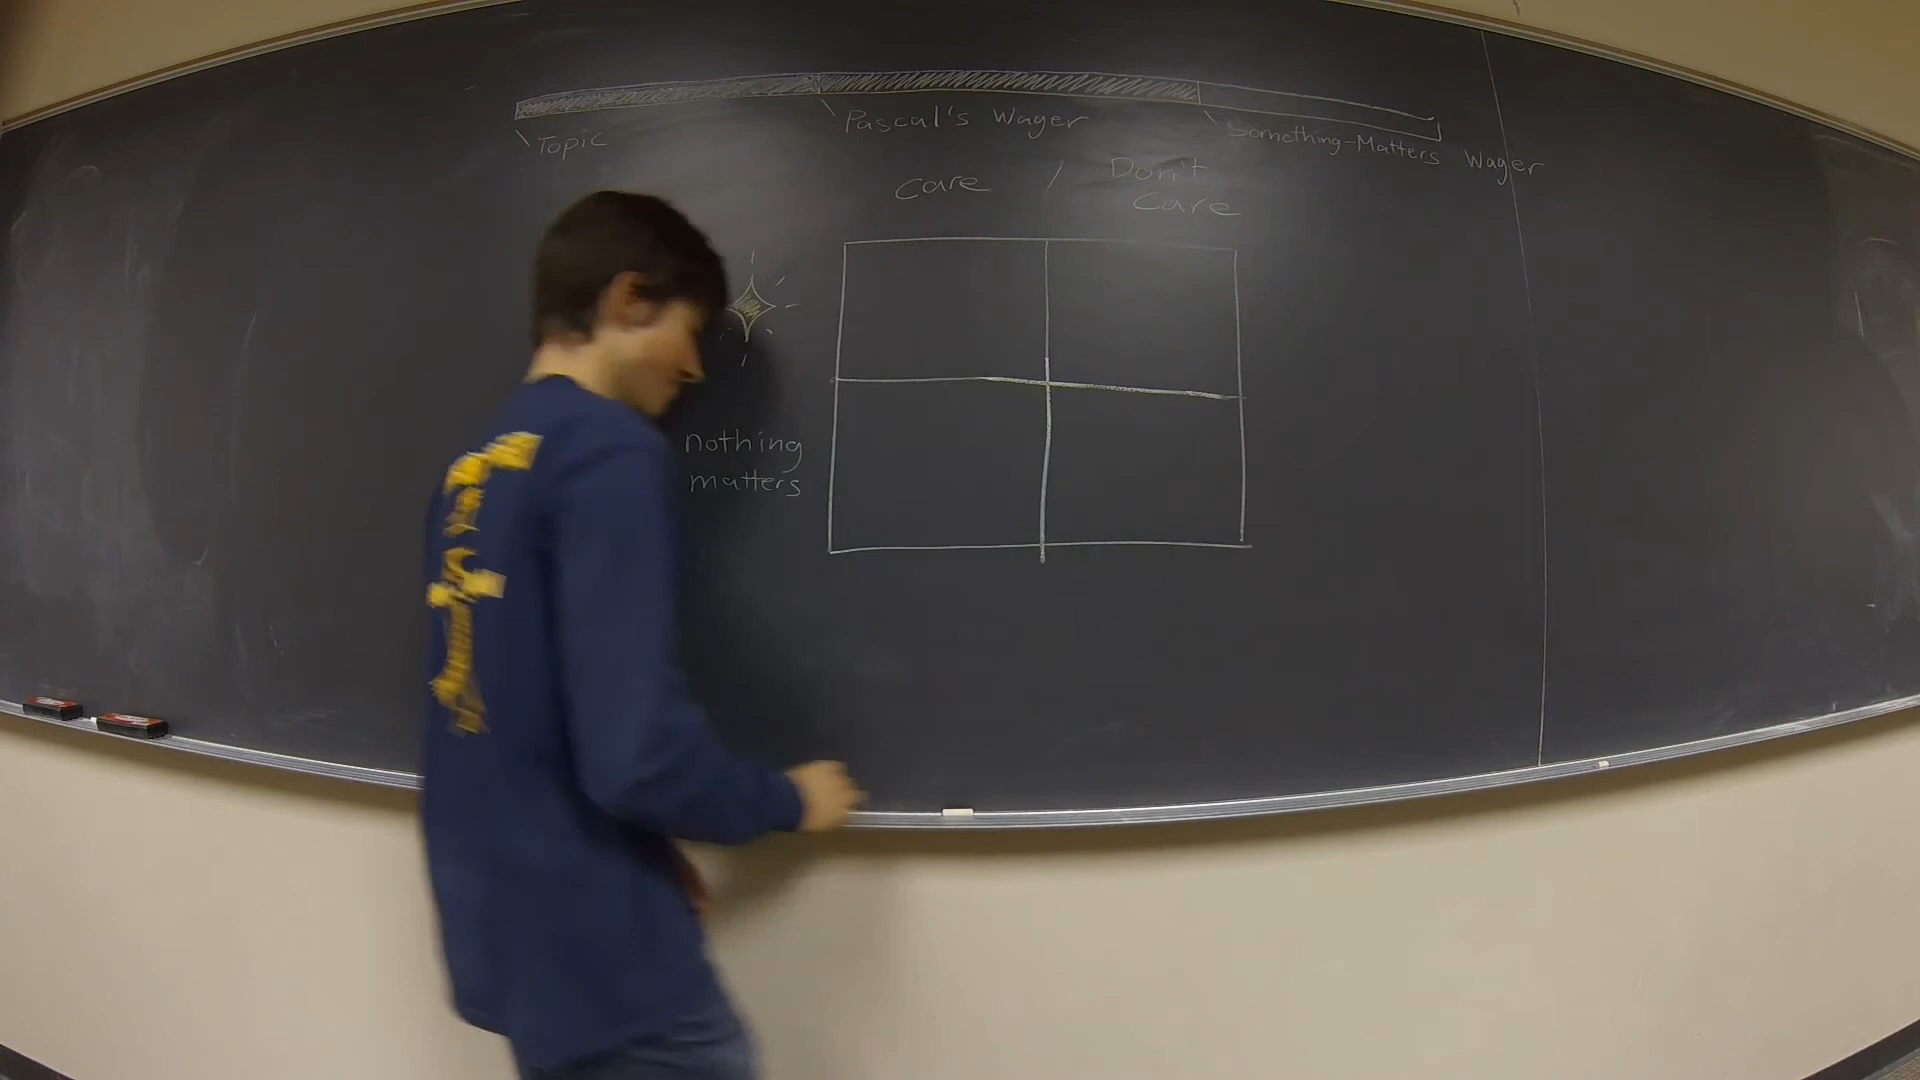 Topic
Pascal's Wager
Something-Matters Wager
Care / Don't
Care
nothing
matters